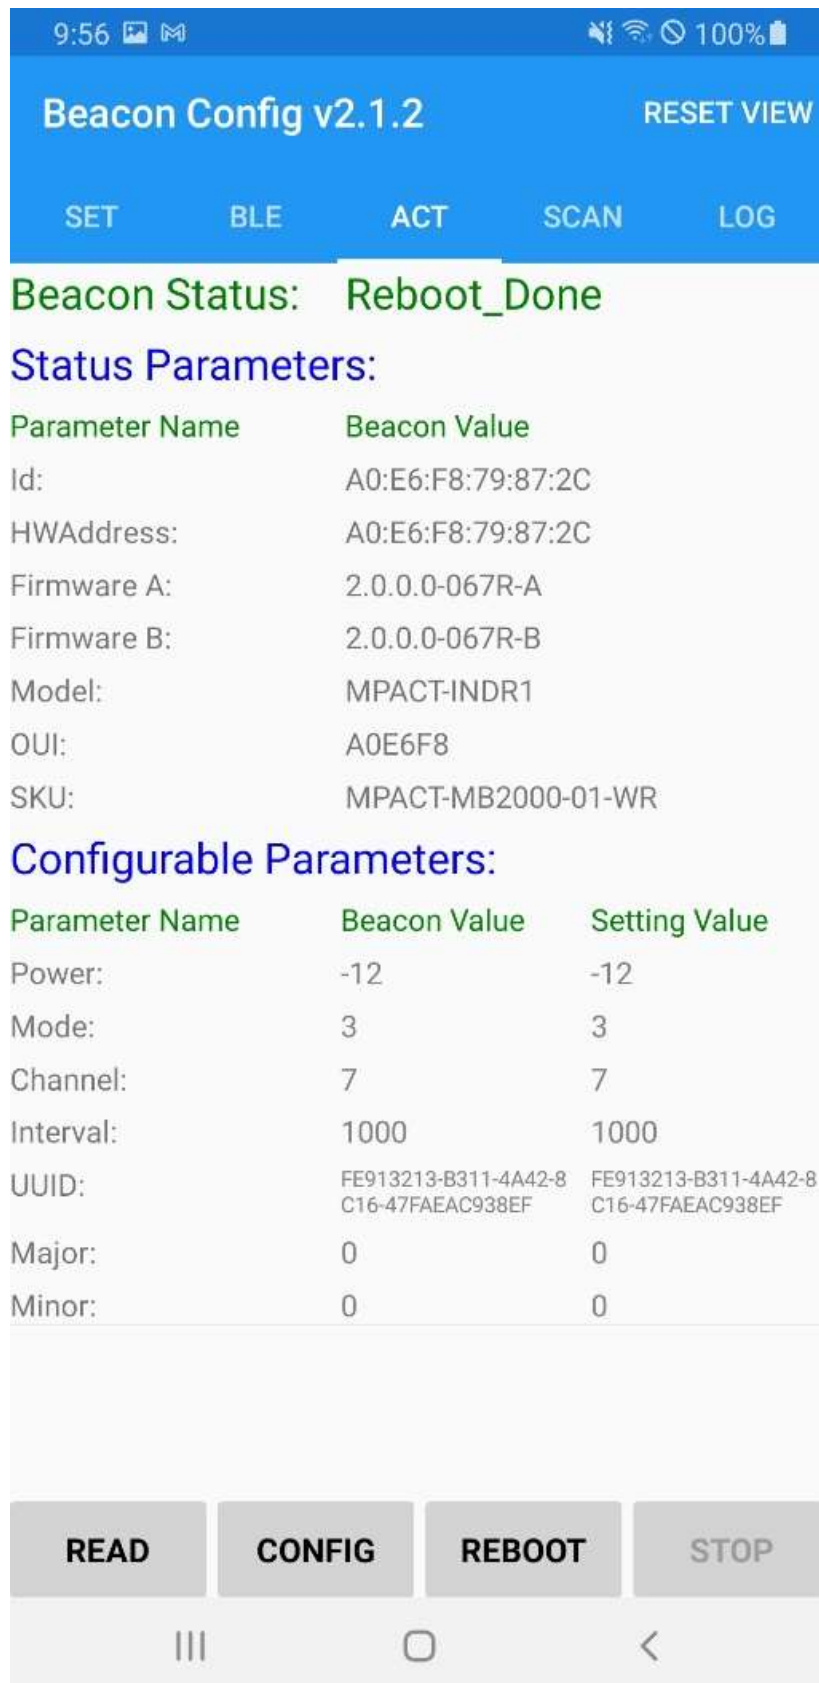 9:56 100%
Beacon Config v2.1.2 RESET VIEW
SET BLE ACT SCAN LOG
Beacon Status: Reboot_Done
Status Parameters:
Parameter Name Beacon Value
Id: A0:E6:F8:79:87:2C
HWAddress: A0:E6:F8:79:87:2C
Firmware A: 2.0.0.0-067R-A
Firmware B: 2.0.0.0-067R-B
Model: MPACT-INDR1
OUI: A0E6F8
SKU: MPACT-MB2000-01-WR
Configurable Parameters:
Parameter Name Beacon Value Setting Value
Power: -12 -12
Mode: 3 3
Channel: 7 7
Interval: 1000 1000
UUID: FE913213-B311-4A42-8 FE913213-B311-4A42-8
C16-47FAEAC938EF C16-47FAEAC938EF
Major: 0 0
Minor: 0 0
READ CONFIG REBOOT STOP